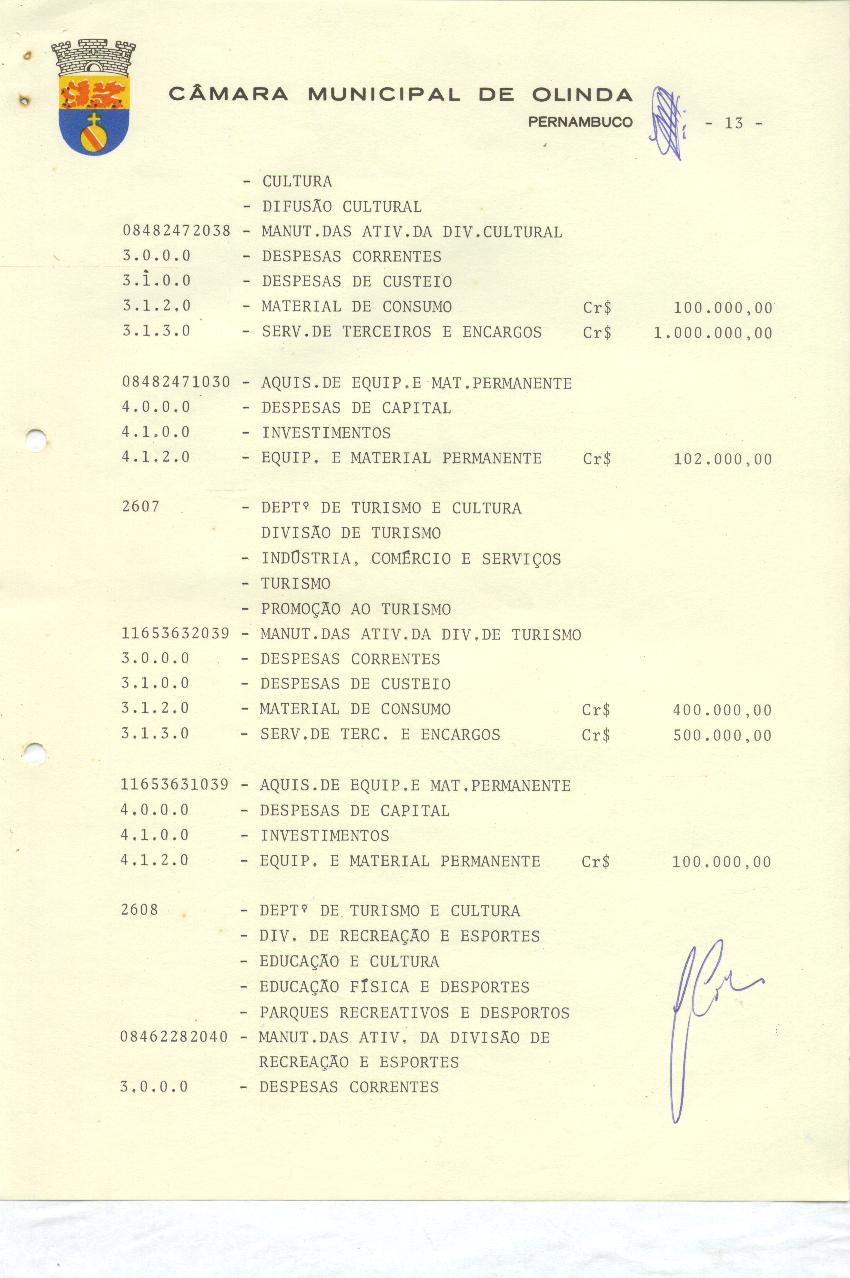 CÂMARA MUNICIPAL DE OLINDA
PERNAMBUCO - 13 -
- CULTURA
- DIFUSÃO CULTURAL
08482472038 - MANUT.DAS ATIV.DA DIV.CULTURAL
3.0.0.0 - DESPESAS CORRENTES
3.1.0.0 - DESPESAS DE CUSTEIO
3.1.2.0 - MATERIAL DE CONSUMO Cr$ 100.000,00
3.1.3.0 - SERV.DE TERCEIROS E ENCARGOS Cr$ 1.000.000,00
08482471030 - AQUIS.DE EQUIP.E MAT.PERMANENTE
4.0.0.0 - DESPESAS DE CAPITAL
4.1.0.0 - INVESTIMENTOS
4.1.2.0 - EQUIP. E MATERIAL PERMANENTE Cr$ 102.000,00
2607 - DEPTº DE TURISMO E CULTURA
DIVISÃO DE TURISMO
- INDÚSTRIA, COMÉRCIO E SERVIÇOS
- TURISMO
- PROMOÇÃO AO TURISMO
11653632039 - MANUT.DAS ATIV.DA DIV.DE TURISMO
3.0.0.0 - DESPESAS CORRENTES
3.1.0.0 - DESPESAS DE CUSTEIO
3.1.2.0 - MATERIAL DE CONSUMO Cr$ 400.000,00
3.1.3.0 - SERV.DE TERC. E ENCARGOS Cr$ 500.000,00
11653631039 - AQUIS.DE EQUIP.E MAT.PERMANENTE
4.0.0.0 - DESPESAS DE CAPITAL
4.1.0.0 - INVESTIMENTOS
4.1.2.0 - EQUIP. E MATERIAL PERMANENTE Cr$ 100.000,00
2608 - DEPTº DE TURISMO E CULTURA
- DIV. DE RECREAÇÃO E ESPORTES
- EDUCAÇÃO E CULTURA
- EDUCAÇÃO FÍSICA E DESPORTES
- PARQUES RECREATIVOS E DESPORTOS
08462282040 - MANUT.DAS ATIV. DA DIVISÃO DE
RECREAÇÃO E ESPORTES
3.0.0.0 - DESPESAS CORRENTES